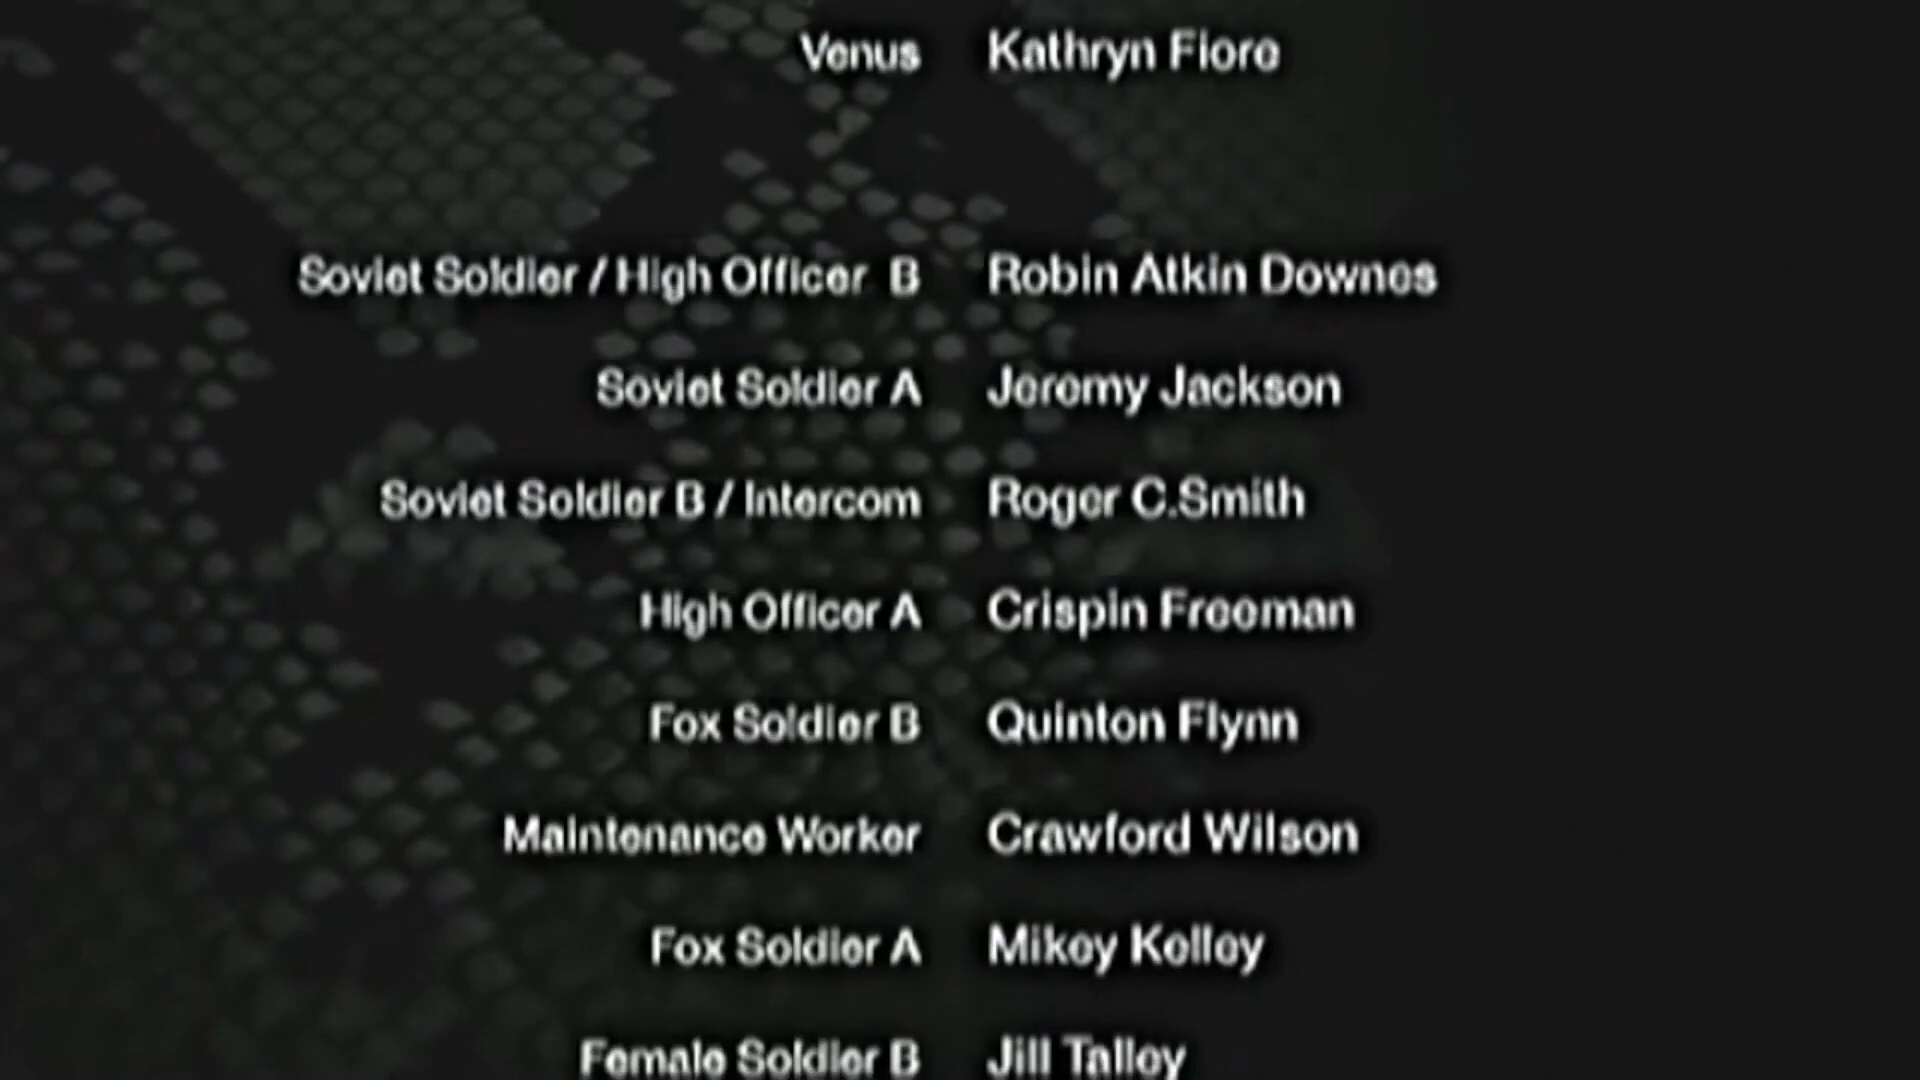 Venus Kathryn Fiore
Soviet Soldier / High Officer B Robin Atkin Downes
Soviet Soldier A Jeremy Jackson
Soviet Soldier B / Intercom Roger C.Smith
High Officer A Crispin Freeman
Fox Soldier B Quinton Flynn
Maintenance Worker Crawford Wilson
Fox Soldier A Mikey Kelley
Female Soldier B Jill Talley